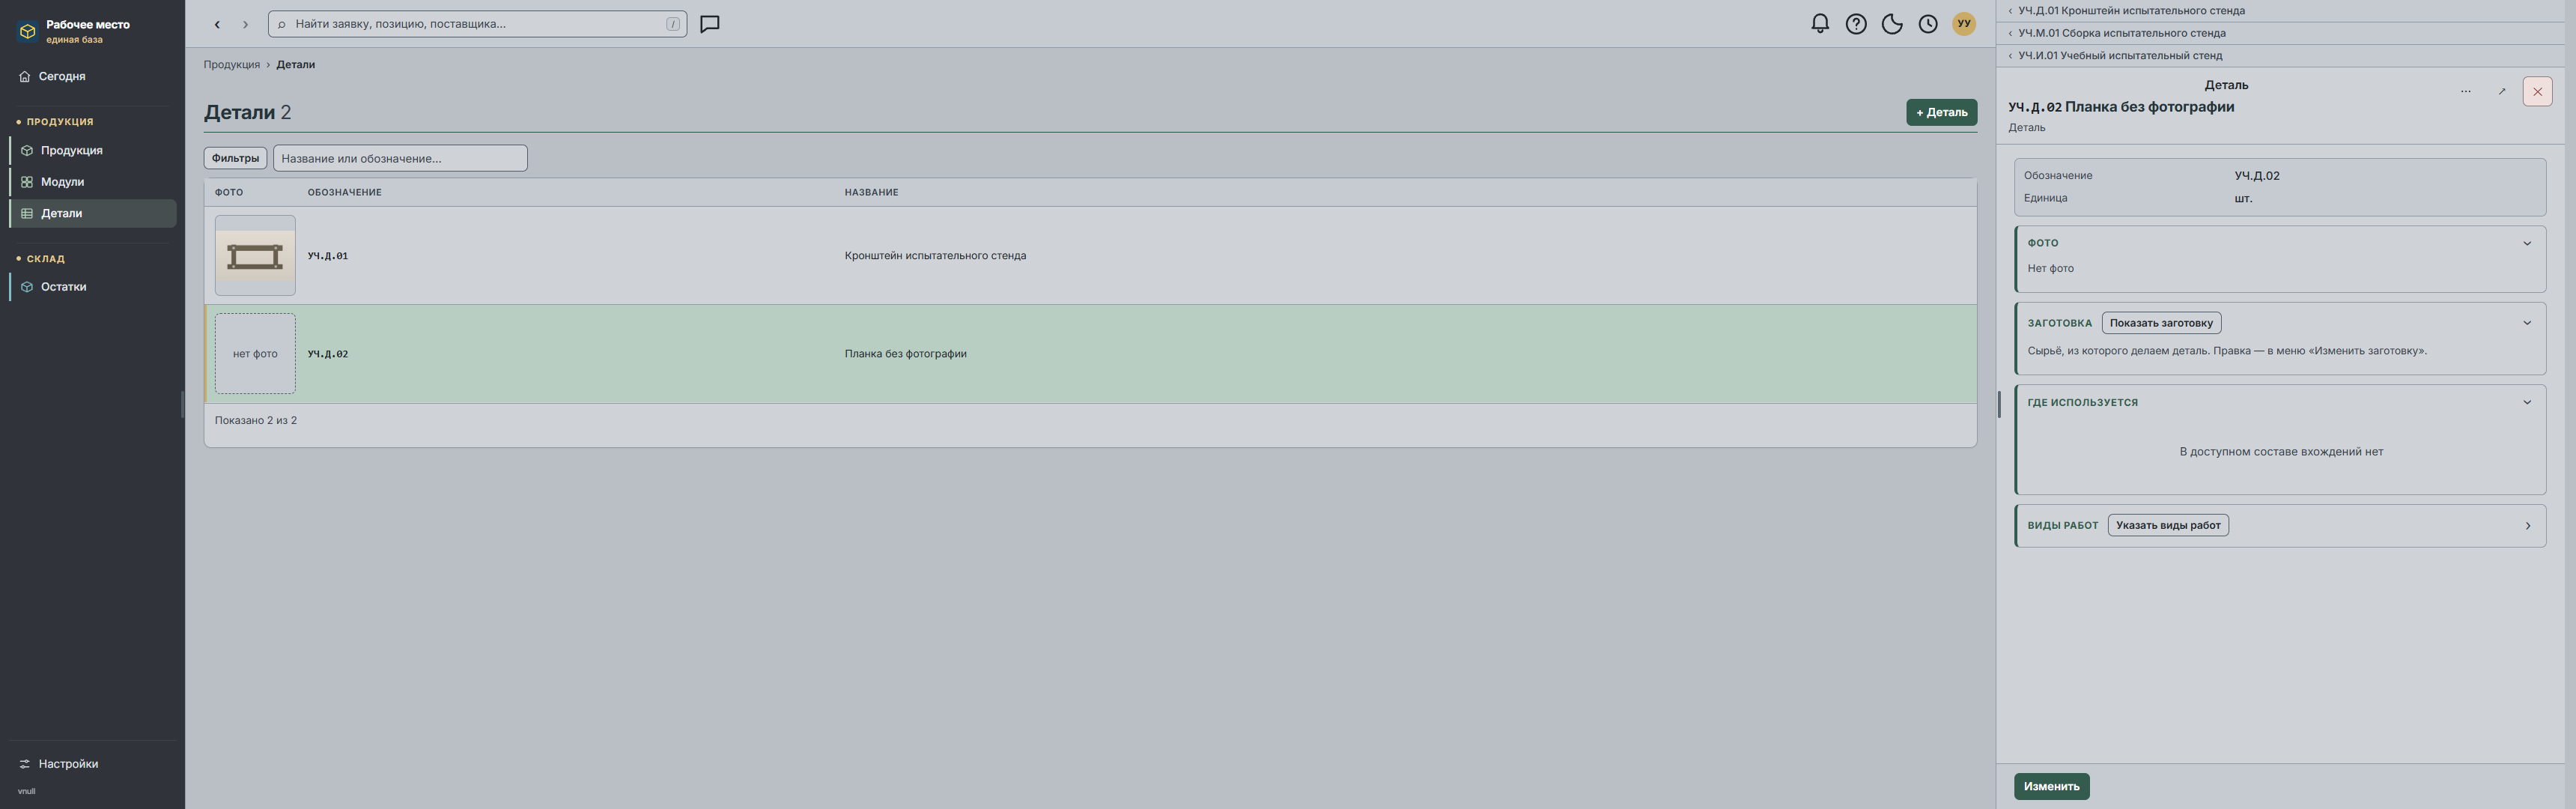 Рабочее место
единая база
Сегодня
ПРОДУКЦИЯ
Продукция
Модули
Детали
СКЛАД
Остатки
Настройки
vnull
Найти заявку, позицию, поставщика...
/
УУ
Продукция › Детали
Детали 2
+ Деталь
Фильтры
Название или обозначение...
ФОТО ОБОЗНАЧЕНИЕ НАЗВАНИЕ
УЧ.Д.01 Кронштейн испытательного стенда
нет фото УЧ.Д.02 Планка без фотографии
Показано 2 из 2
‹ УЧ.Д.01 Кронштейн испытательного стенда
‹ УЧ.М.01 Сборка испытательного стенда
‹ УЧ.И.01 Учебный испытательный стенд
Деталь
УЧ.Д.02 Планка без фотографии
Деталь
Обозначение УЧ.Д.02
Единица шт.
ФОТО
Нет фото
ЗАГОТОВКА Показать заготовку
Сырьё, из которого делаем деталь. Правка — в меню «Изменить заготовку».
ГДЕ ИСПОЛЬЗУЕТСЯ
В доступном составе вхождений нет
ВИДЫ РАБОТ Указать виды работ
Изменить